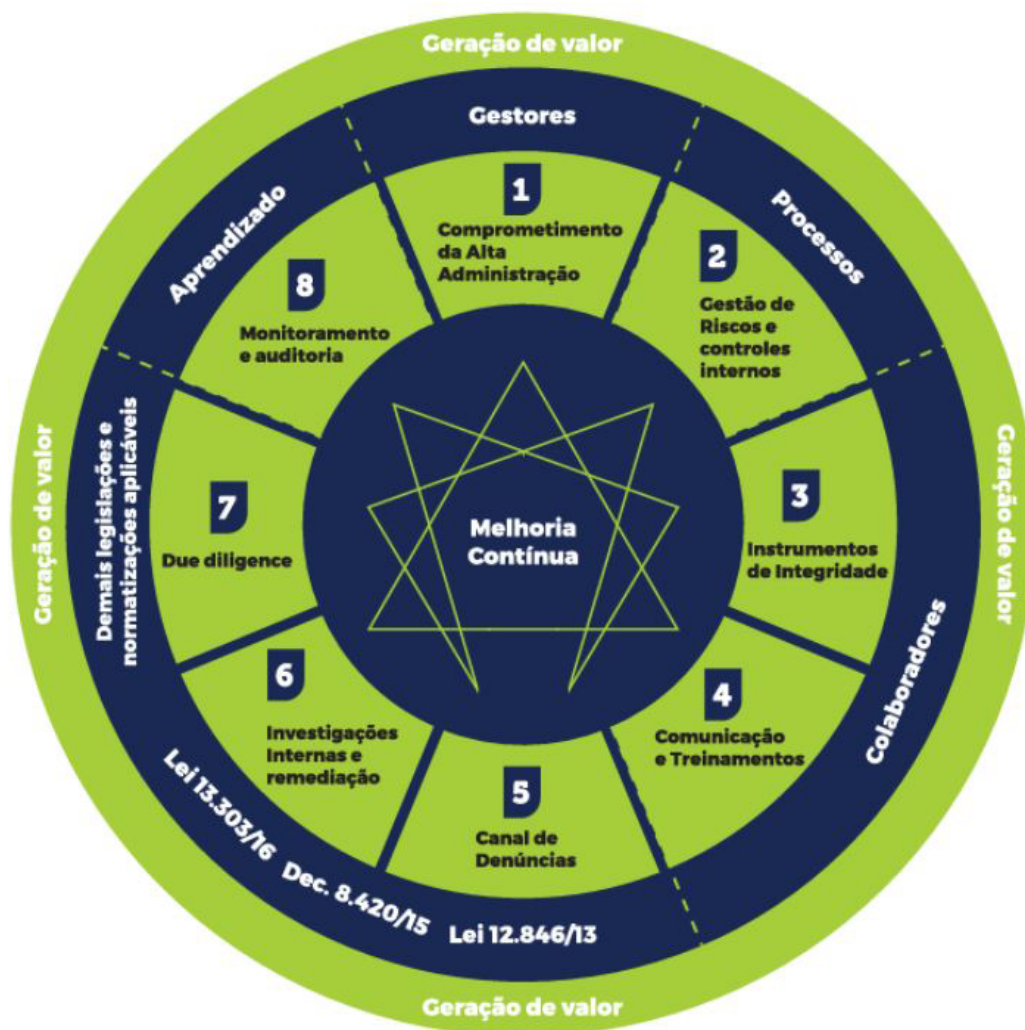 Geração de valor
Gestores
Processos
Colaboradores
Lei 12.846/13
Dec. 8.420/15
Lei 13.303/16
Demais legislações e
normatizações aplicáveis
Aprendizado
Geração de valor
Geração de valor
Geração de valor
1
Comprometimento
da Alta
Administração
2
Gestão de
Riscos e
controles
internos
3
Instrumentos
de Integridade
4
Comunicação
e Treinamentos
5
Canal de
Denúncias
6
Investigações
Internas e
remediação
7
Due diligence
8
Monitoramento
e auditoria
Melhoria
Contínua